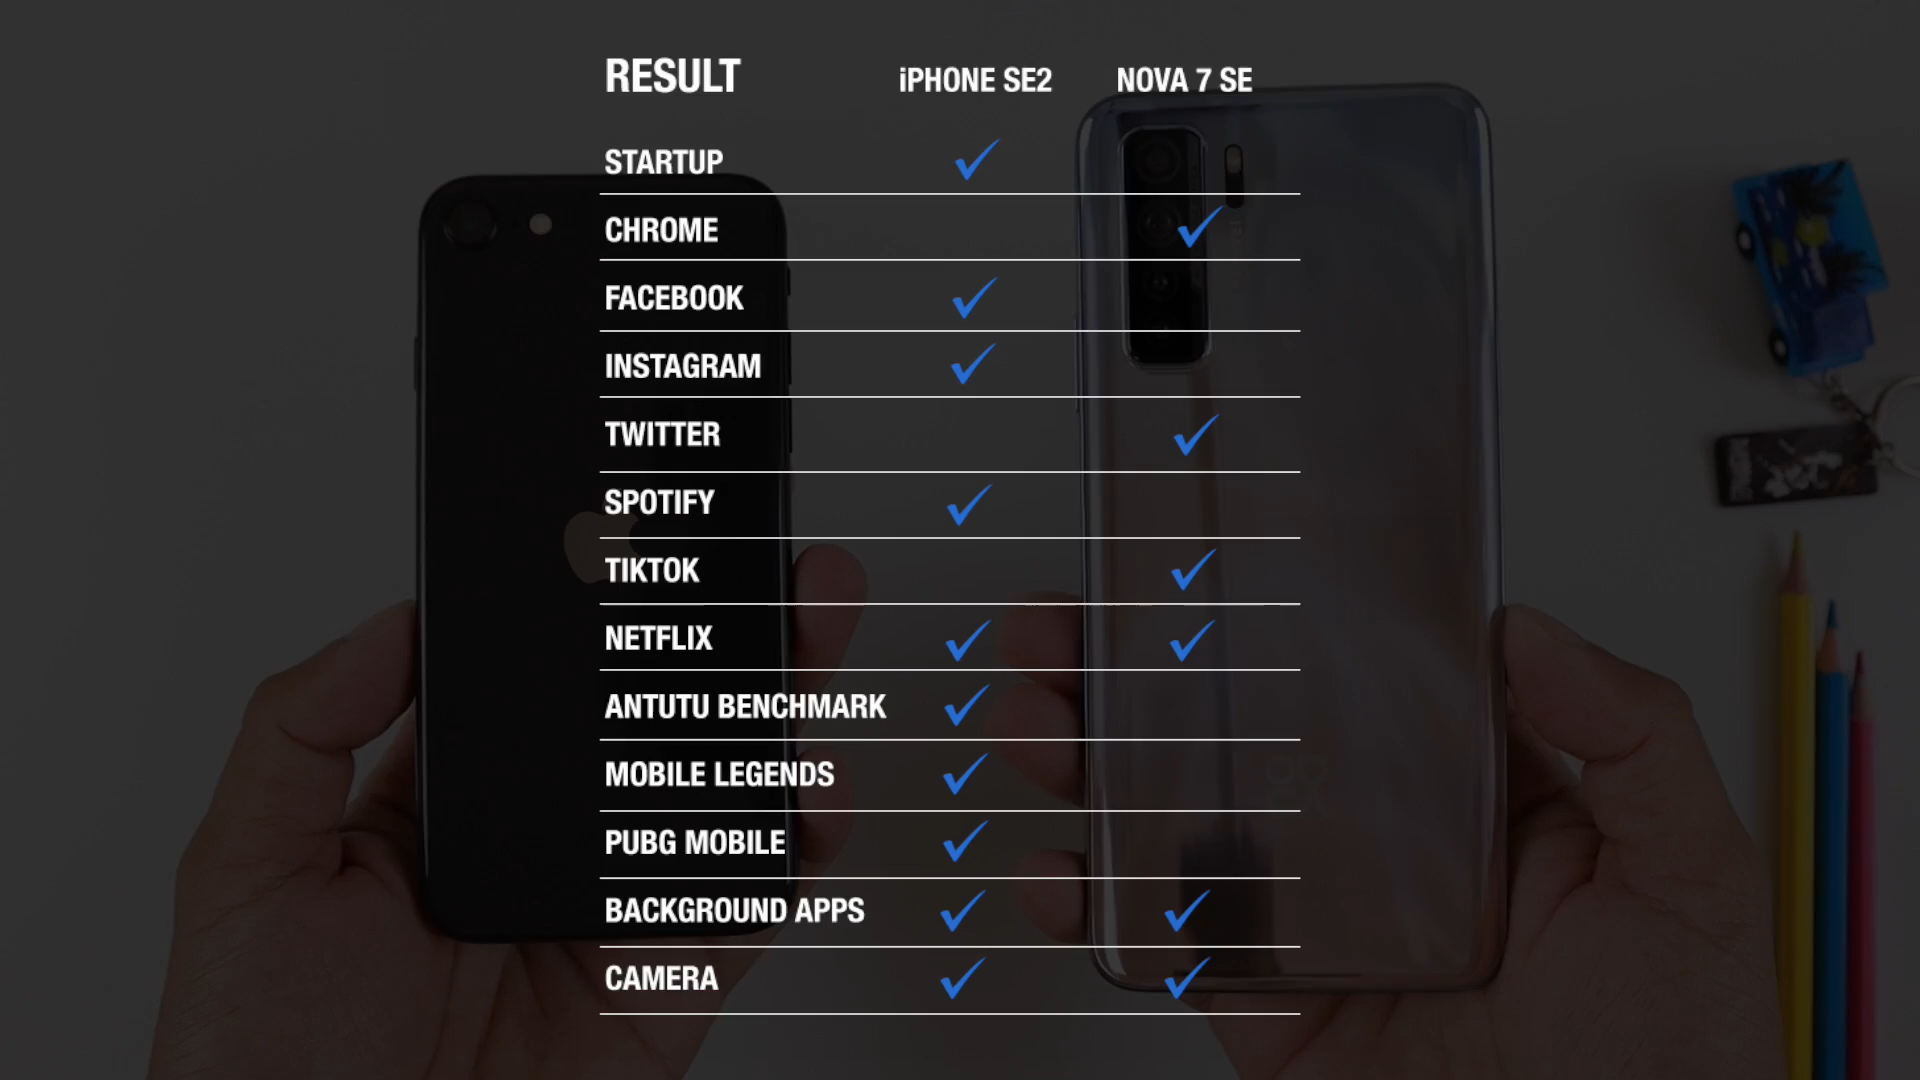 RESULT iPHONE SE2 NOVA 7 SE
STARTUP ✓
CHROME ✓
FACEBOOK ✓
INSTAGRAM ✓
TWITTER ✓
SPOTIFY ✓
TIKTOK ✓
NETFLIX ✓ ✓
ANTUTU BENCHMARK ✓
MOBILE LEGENDS ✓
PUBG MOBILE ✓
BACKGROUND APPS ✓ ✓
CAMERA ✓ ✓